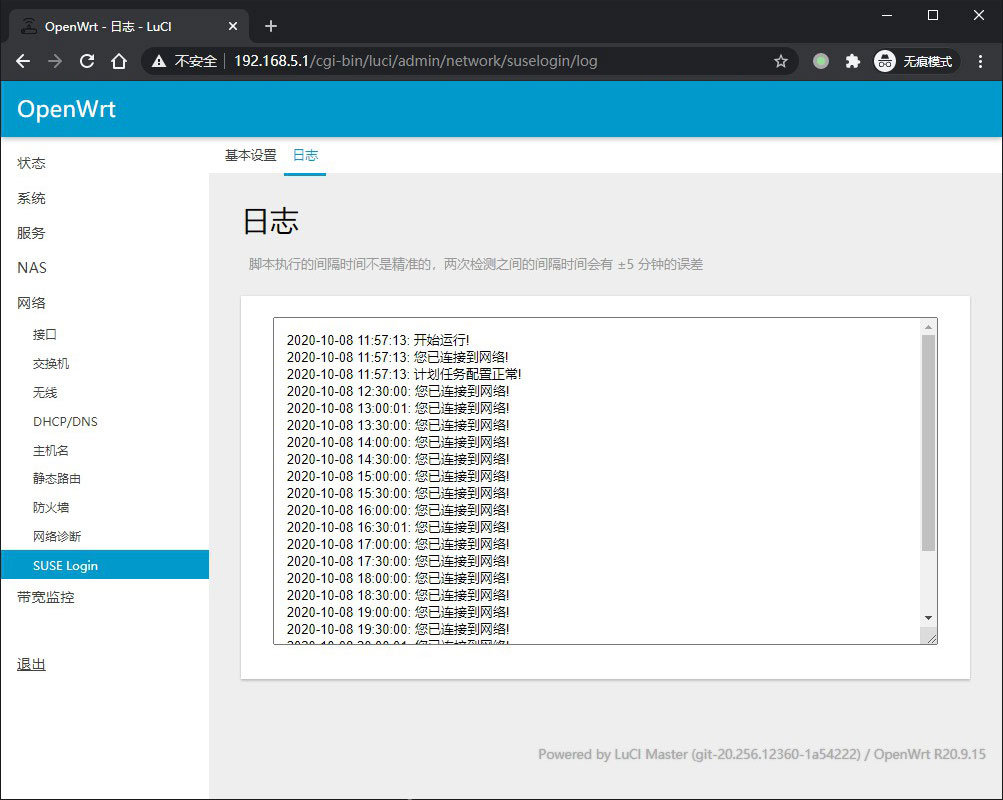 OpenWrt - 日志 - LuCI
不安全 192.168.5.1/cgi-bin/luci/admin/network/suselogin/log 无痕模式
OpenWrt
状态
系统
服务
NAS
网络
接口
交换机
无线
DHCP/DNS
主机名
静态路由
防火墙
网络诊断
SUSE Login
带宽监控
退出
基本设置 日志
日志
脚本执行的间隔时间不是精准的，两次检测之间的间隔时间会有 ±5 分钟的误差
2020-10-08 11:57:13: 开始运行!
2020-10-08 11:57:13: 您已连接到网络!
2020-10-08 11:57:13: 计划任务配置正常!
2020-10-08 12:30:00: 您已连接到网络!
2020-10-08 13:00:01: 您已连接到网络!
2020-10-08 13:30:00: 您已连接到网络!
2020-10-08 14:00:00: 您已连接到网络!
2020-10-08 14:30:00: 您已连接到网络!
2020-10-08 15:00:00: 您已连接到网络!
2020-10-08 15:30:00: 您已连接到网络!
2020-10-08 16:00:00: 您已连接到网络!
2020-10-08 16:30:01: 您已连接到网络!
2020-10-08 17:00:00: 您已连接到网络!
2020-10-08 17:30:00: 您已连接到网络!
2020-10-08 18:00:00: 您已连接到网络!
2020-10-08 18:30:00: 您已连接到网络!
2020-10-08 19:00:00: 您已连接到网络!
2020-10-08 19:30:00: 您已连接到网络!
Powered by LuCI Master (git-20.256.12360-1a54222) / OpenWrt R20.9.15